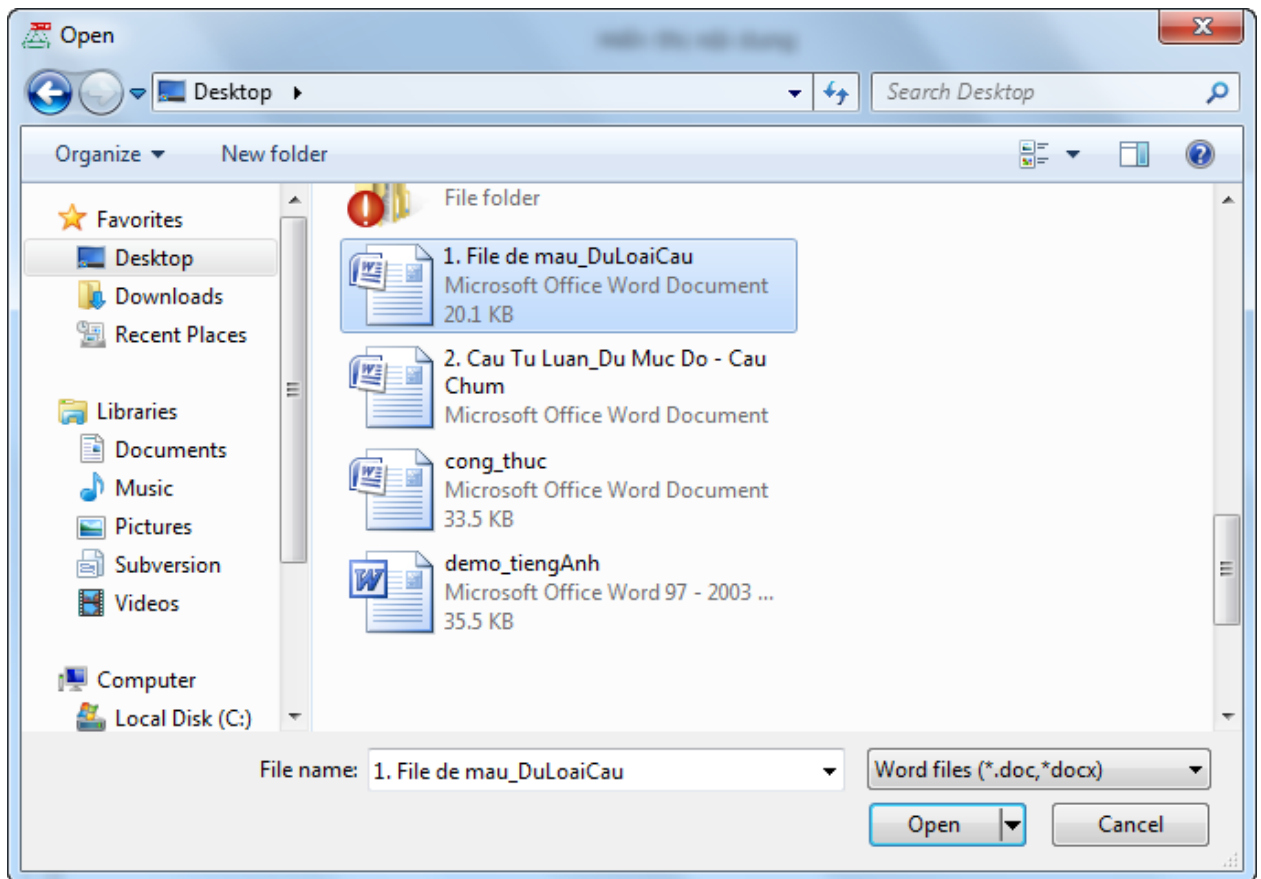 Open
Desktop
Search Desktop
Organize
New folder
Favorites
Desktop
Downloads
Recent Places
Libraries
Documents
Music
Pictures
Subversion
Videos
Computer
Local Disk (C:)
File folder
1. File de mau_DuLoaiCau
Microsoft Office Word Document
20.1 KB
2. Cau Tu Luan_Du Muc Do - Cau
Chum
Microsoft Office Word Document
cong_thuc
Microsoft Office Word Document
33.5 KB
demo_tiengAnh
Microsoft Office Word 97 - 2003 ...
35.5 KB
File name: 1. File de mau_DuLoaiCau
Word files (*.doc,*docx)
Open
Cancel